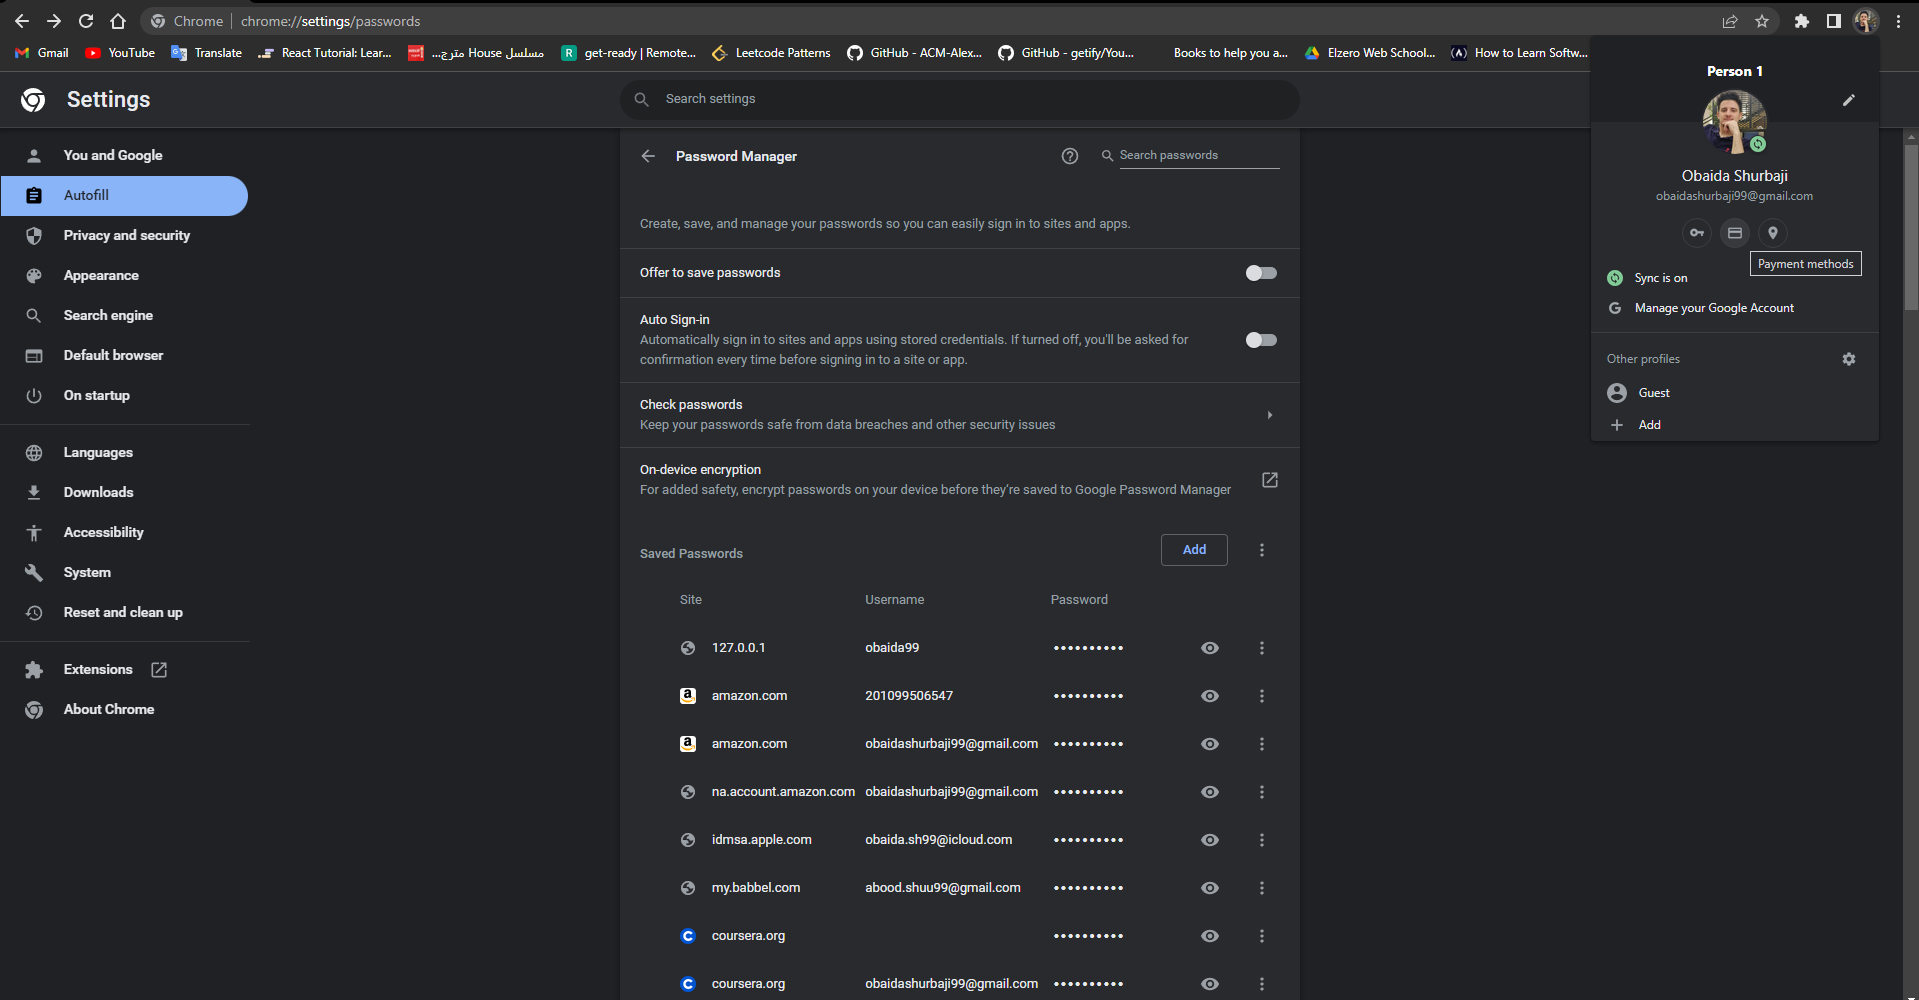 Chrome | chrome://settings/passwords
Gmail YouTube Translate React Tutorial: Lear... مسلسل House مترج... get-ready | Remote... Leetcode Patterns GitHub - ACM-Alex... GitHub - getify/You... Books to help you a... Elzero Web School... How to Learn Softw...
Settings
Search settings
You and Google
Autofill
Privacy and security
Appearance
Search engine
Default browser
On startup
Languages
Downloads
Accessibility
System
Reset and clean up
Extensions
About Chrome
Password Manager
Search passwords
Create, save, and manage your passwords so you can easily sign in to sites and apps.
Offer to save passwords
Auto Sign-in
Automatically sign in to sites and apps using stored credentials. If turned off, you'll be asked for
confirmation every time before signing in to a site or app.
Check passwords
Keep your passwords safe from data breaches and other security issues
On-device encryption
For added safety, encrypt passwords on your device before they're saved to Google Password Manager
Saved Passwords Add
Site Username Password
127.0.0.1 obaida99 ••••••••••
amazon.com 201099506547 ••••••••••
amazon.com obaidashurbaji99@gmail.com ••••••••••
na.account.amazon.com obaidashurbaji99@gmail.com ••••••••••
idmsa.apple.com obaida.sh99@icloud.com ••••••••••
my.babbel.com abood.shuu99@gmail.com ••••••••••
coursera.org ••••••••••
coursera.org obaidashurbaji99@gmail.com ••••••••••
Person 1
Obaida Shurbaji
obaidashurbaji99@gmail.com
Payment methods
Sync is on
Manage your Google Account
Other profiles
Guest
Add